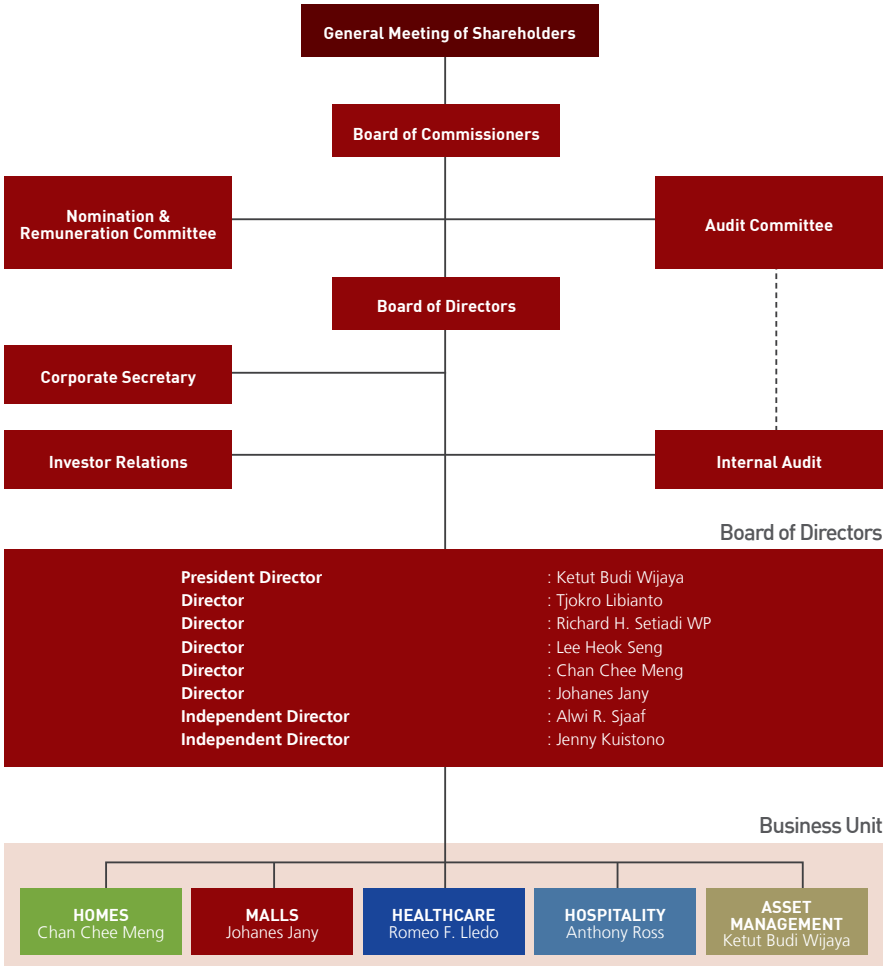 General Meeting of Shareholders
Board of Commissioners
Nomination &
Remuneration Committee
Audit Committee
Board of Directors
Corporate Secretary
Investor Relations
Internal Audit
Board of Directors
President Director : Ketut Budi Wijaya
Director : Tjokro Libianto
Director : Richard H. Setiadi WP
Director : Lee Heok Seng
Director : Chan Chee Meng
Director : Johanes Jany
Independent Director : Alwi R. Sjaaf
Independent Director : Jenny Kuistono
Business Unit
HOMES
Chan Chee Meng
MALLS
Johanes Jany
HEALTHCARE
Romeo F. Lledo
HOSPITALITY
Anthony Ross
ASSET
MANAGEMENT
Ketut Budi Wijaya